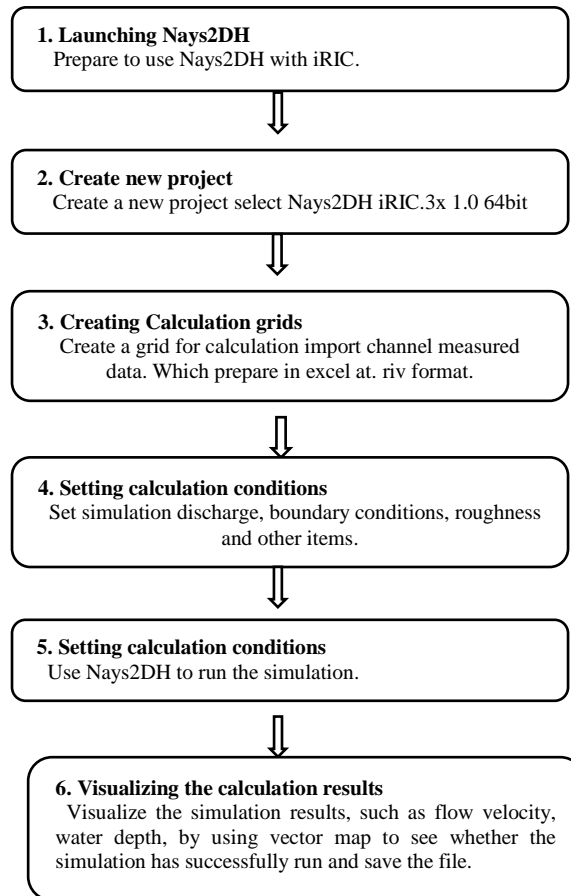 1. Launching Nays2DH
Prepare to use Nays2DH with iRIC.
2. Create new project
Create a new project select Nays2DH iRIC.3x 1.0 64bit
3. Creating Calculation grids
Create a grid for calculation import channel measured
data. Which prepare in excel at. riv format.
4. Setting calculation conditions
Set simulation discharge, boundary conditions, roughness
and other items.
5. Setting calculation conditions
Use Nays2DH to run the simulation.
6. Visualizing the calculation results
Visualize the simulation results, such as flow velocity,
water depth, by using vector map to see whether the
simulation has successfully run and save the file.